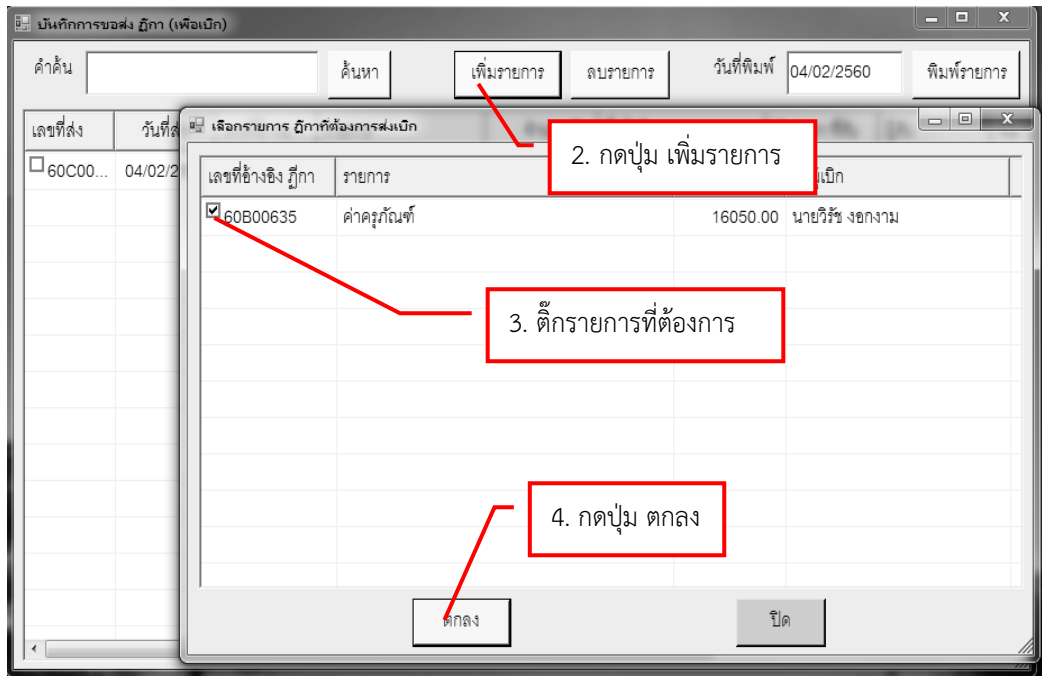 บันทึกการขอส่ง ฎีกา (เพื่อเบิก)
คำค้น ค้นหา เพิ่มรายการ ลบรายการ วันที่พิมพ์ 04/02/2560 พิมพ์รายการ
เลขที่ส่ง
เลือกรายการ ฎีกาที่ต้องการส่งเบิก
2. กดปุ่ม เพิ่มรายการ
60C00... 04/02/2
เลขที่อ้างอิง ฎีกา รายการ
60B00635 ค่าครุภัณฑ์ 16050.00 นายวิรัช งอกงาม
3. ติ๊กรายการที่ต้องการ
4. กดปุ่ม ตกลง
ตกลง ปิด